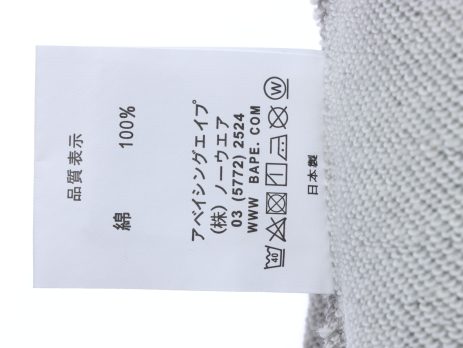 品質表示
綿 100%
アベイシングエイプ
(株) ノーウエア
03 (5772) 2524
WWW BAPE. COM
40 W
日本製